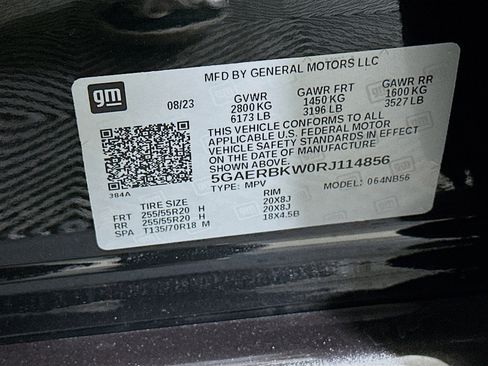 MFD BY GENERAL MOTORS LLC
gm
08/23
GVWR GAWR FRT GAWR RR
2800 KG 1450 KG 1600 KG
6173 LB 3196 LB 3527 LB
THIS VEHICLE CONFORMS TO ALL
APPLICABLE U.S. FEDERAL MOTOR
VEHICLE SAFETY STANDARDS IN EFFECT
ON THE DATE OF MANUFACTURE
SHOWN ABOVE.
5GAERBKW0RJ114856
384A
TYPE: MPV MODEL: 064NB56
TIRE SIZE RIM
FRT 255/55R20 H 20X8J
RR 255/55R20 H 20X8J
SPA T135/70R18 M 18X4.5B